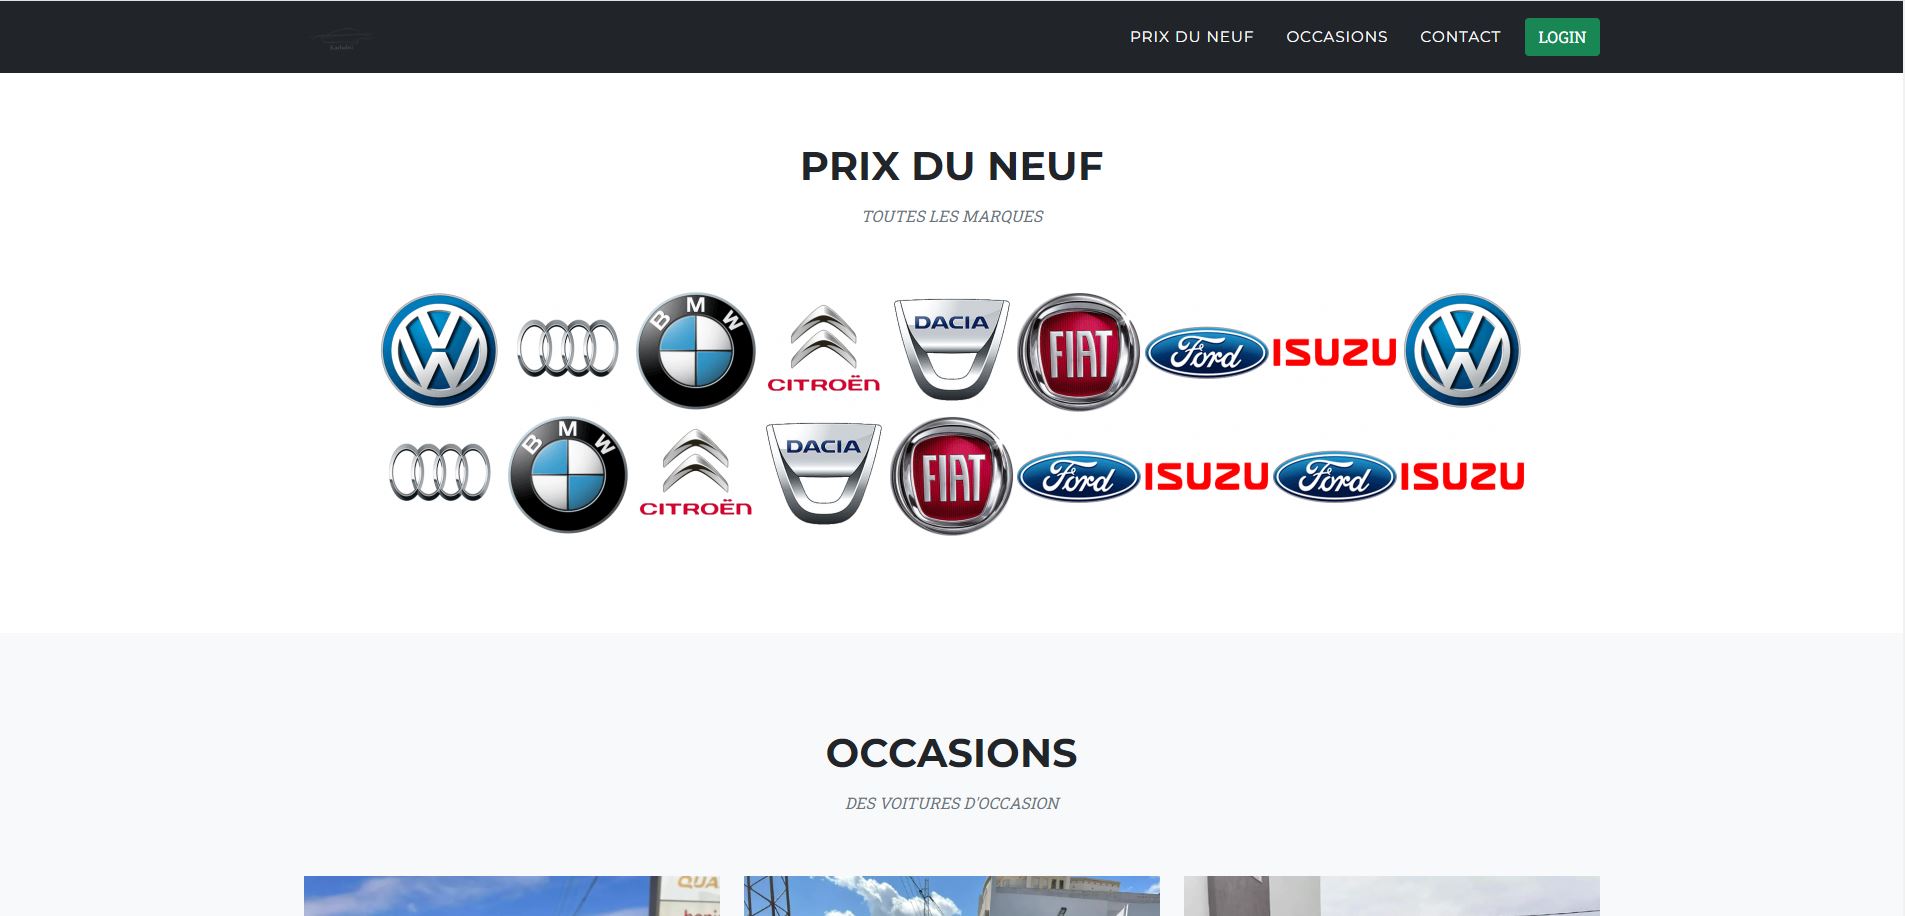 PRIX DU NEUF OCCASIONS CONTACT LOGIN
PRIX DU NEUF
TOUTES LES MARQUES
BMW CITROËN DACIA FIAT Ford ISUZU
BMW CITROËN DACIA FIAT Ford ISUZU Ford ISUZU
OCCASIONS
DES VOITURES D'OCCASION
QUA